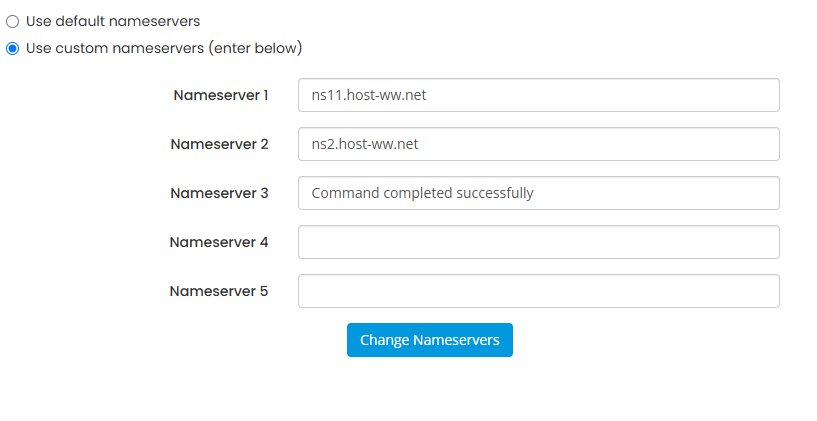 Use default nameservers
Use custom nameservers (enter below)
Nameserver 1 ns11.host-ww.net
Nameserver 2 ns2.host-ww.net
Nameserver 3 Command completed successfully
Nameserver 4
Nameserver 5
Change Nameservers